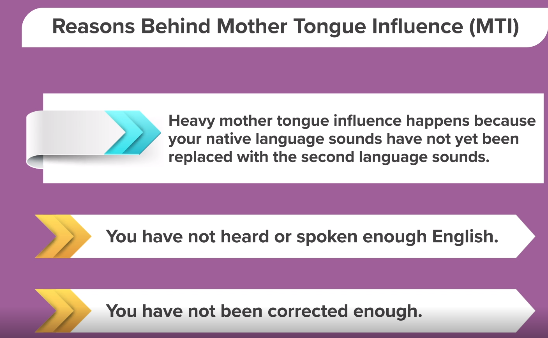 Reasons Behind Mother Tongue Influence (MTI)
Heavy mother tongue influence happens because
your native language sounds have not yet been
replaced with the second language sounds.
You have not heard or spoken enough English.
You have not been corrected enough.